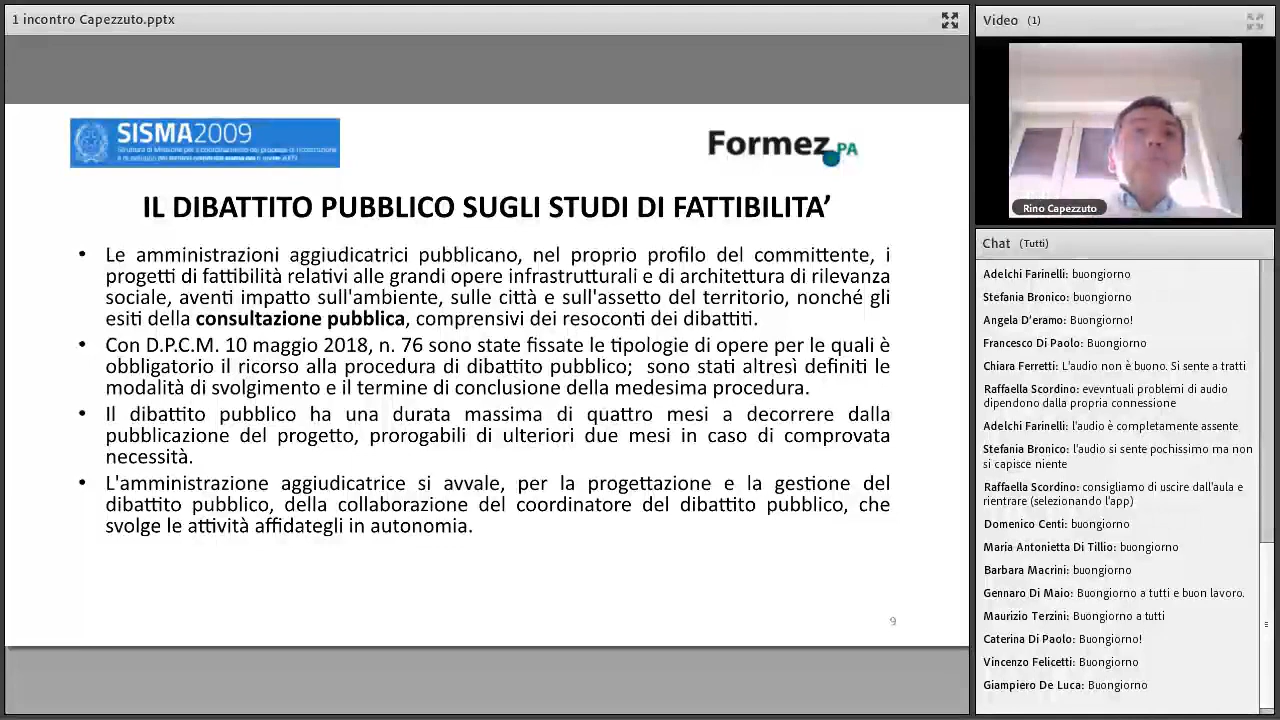 1 incontro Capezzuto.pptx
SISMA2009
Formez PA
IL DIBATTITO PUBBLICO SUGLI STUDI DI FATTIBILITA'
• Le amministrazioni aggiudicatrici pubblicano, nel proprio profilo del committente, i
progetti di fattibilità relativi alle grandi opere infrastrutturali e di architettura di rilevanza
sociale, aventi impatto sull'ambiente, sulle città e sull'assetto del territorio, nonché gli
esiti della consultazione pubblica, comprensivi dei resoconti dei dibattiti.
• Con D.P.C.M. 10 maggio 2018, n. 76 sono state fissate le tipologie di opere per le quali è
obbligatorio il ricorso alla procedura di dibattito pubblico; sono stati altresì definiti le
modalità di svolgimento e il termine di conclusione della medesima procedura.
• Il dibattito pubblico ha una durata massima di quattro mesi a decorrere dalla
pubblicazione del progetto, prorogabili di ulteriori due mesi in caso di comprovata
necessità.
• L'amministrazione aggiudicatrice si avvale, per la progettazione e la gestione del
dibattito pubblico, della collaborazione del coordinatore del dibattito pubblico, che
svolge le attività affidategli in autonomia.
9
Video (1)
Rino Capezzuto
Chat (Tutti)
Adelchi Farinelli: buongiorno
Stefania Bronico: buongiorno
Angela D'eramo: Buongiorno!
Francesco Di Paolo: Buongiorno
Chiara Ferretti: L'audio non è buono. Si sente a tratti
Raffaella Scordino: evevntuali problemi di audio
dipendono dalla propria connessione
Adelchi Farinelli: l'audio è completamente assente
Stefania Bronico: l'audio si sente pochissimo ma non
si capisce niente
Raffaella Scordino: consigliamo di uscire dall'aula e
rientrare (selezionando l'app)
Domenico Centi: buongiorno
Maria Antonietta Di Tillio: buongiorno
Barbara Macrini: buongiorno
Gennaro Di Maio: Buongiorno a tutti e buon lavoro.
Maurizio Terzini: Buongiorno a tutti
Caterina Di Paolo: Buongiorno!
Vincenzo Felicetti: Buongiorno
Giampiero De Luca: Buongiorno